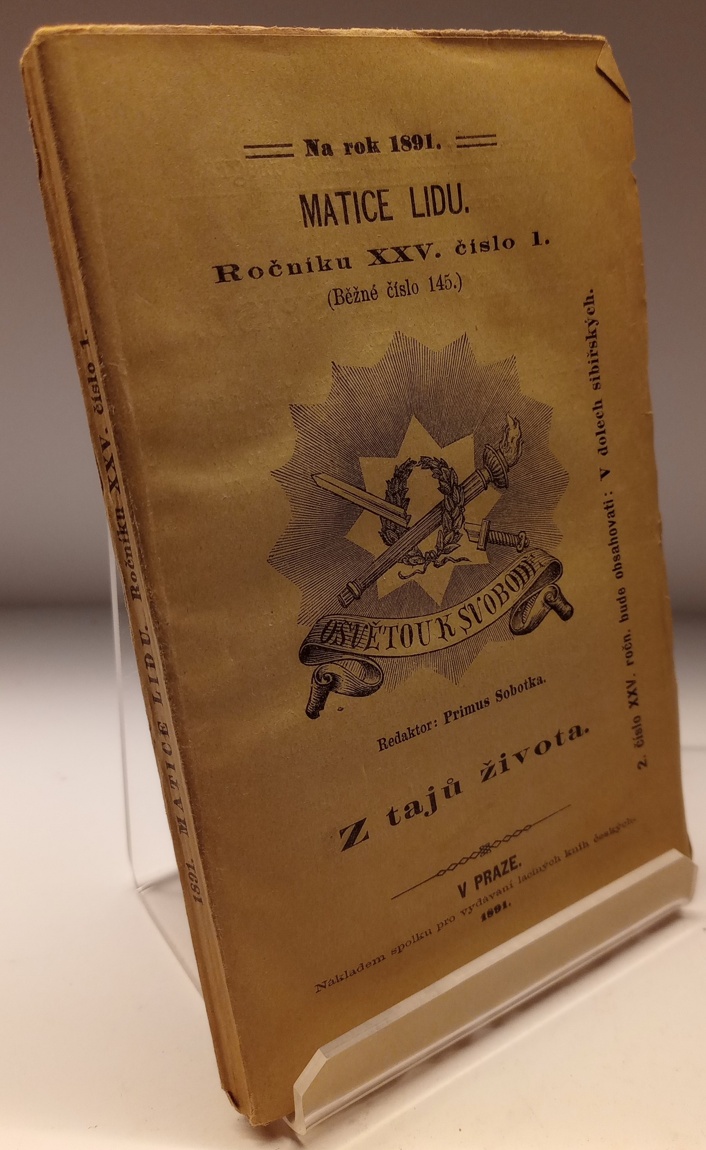 Na rok 1891.
MATICE LIDU.
Ročníku XXV. číslo 1.
(Běžné číslo 145.)
OSVĚTOU K SVOBODĚ
Redaktor: Primus Sobotka.
Z tajů života.
V PRAZE.
Nákladem spolku pro vydávání laciných knih českých.
1891.
2. číslo XXV. ročn. bude obsahovati: V dolech sibiřských.
1891. MATICE LIDU. Ročníku XXV. číslo 1.